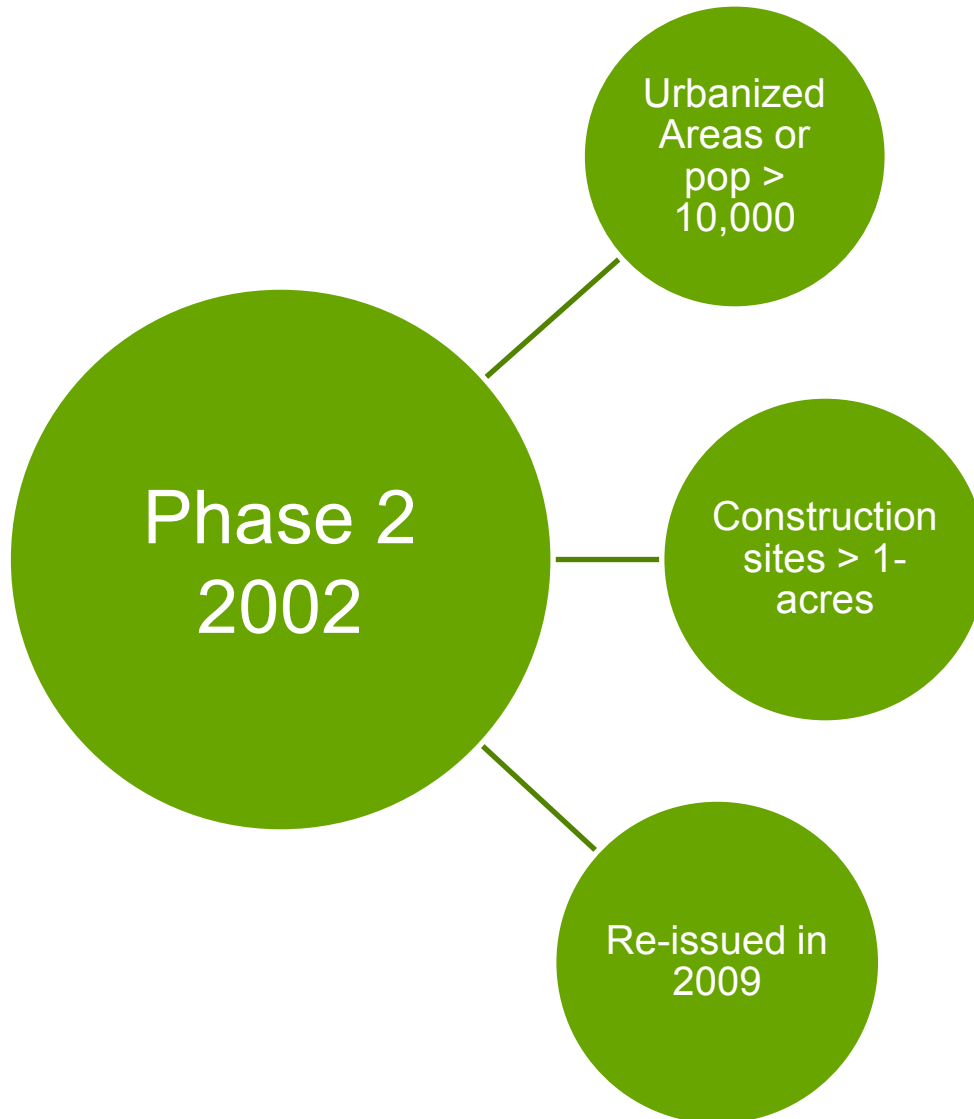 Urbanized
Areas or
pop >
10,000
Phase 2
2002
Construction
sites > 1-
acres
Re-issued in
2009